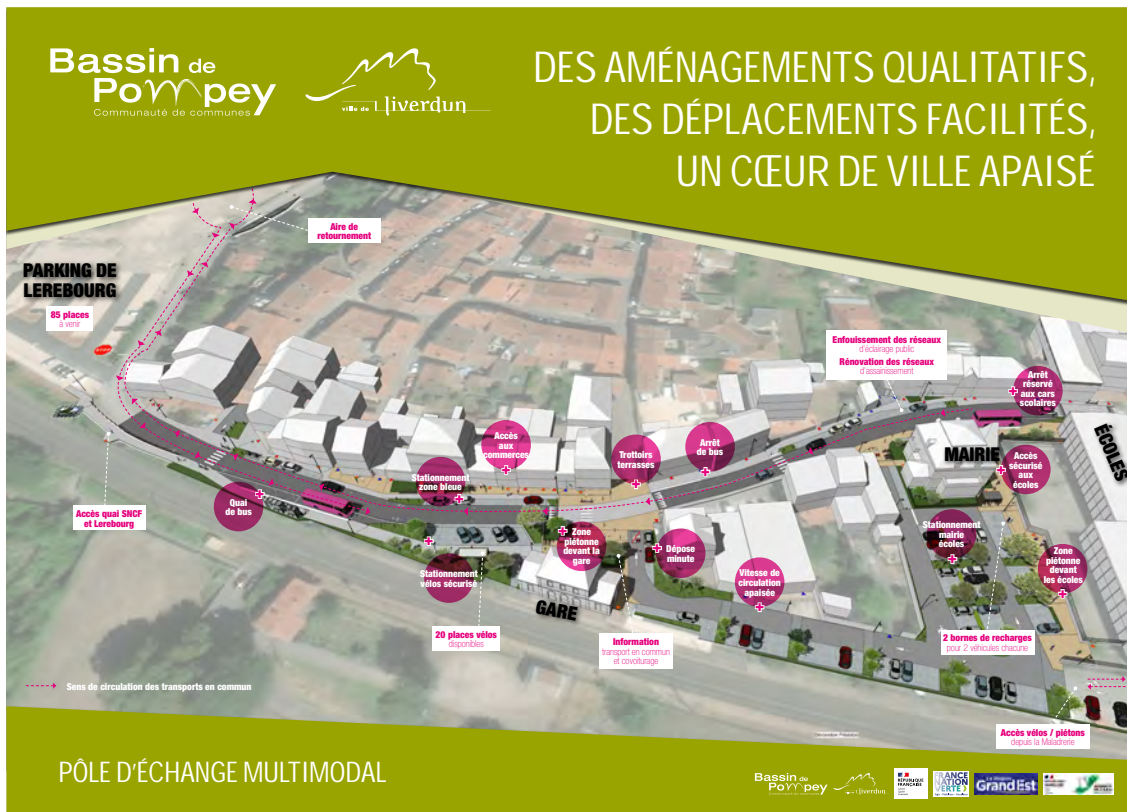 Bassin de
Pompey
Communauté de communes
ville de Liverdun
DES AMÉNAGEMENTS QUALITATIFS,
DES DÉPLACEMENTS FACILITÉS,
UN CŒUR DE VILLE APAISÉ
Aire de
retournement
PARKING DE
LEREBOURG
85 places
à venir
Enfouissement des réseaux
d'éclairage public
Rénovation des réseaux
d'assainissement
Arrêt
réservé
aux cars
scolaires
ÉCOLES
MAIRIE
Accès
sécurisé
aux
écoles
Accès
aux
commerces
Arrêt
de bus
Trottoirs
terrasses
Stationnement
zone bleue
Quai
de bus
Accès quai SNCF
et Lerebourg
Zone
piétonne
devant la
gare
Dépose
minute
Stationnement
mairie
écoles
Zone
piétonne
devant
les écoles
Stationnement
vélos sécurisé
Vitesse de
circulation
apaisée
GARE
20 places vélos
disponibles
Information
transport en commun
et covoiturage
2 bornes de recharges
pour 2 véhicules chacune
Sens de circulation des transports en commun
Accès vélos / piétons
depuis la Maladrerie
PÔLE D'ÉCHANGE MULTIMODAL
Bassin de
Pompey
Liverdun
RÉPUBLIQUE
FRANÇAISE
FRANCE
NATION
VERTE
La Région
Grand Est